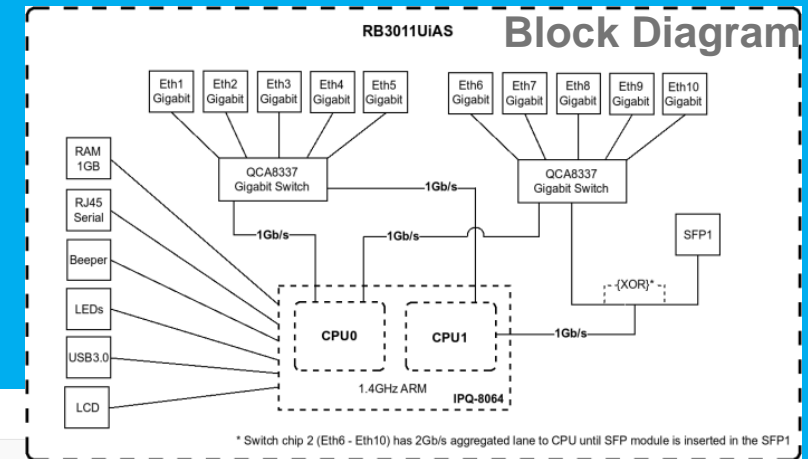 Block Diagram
RB3011UiAS
Eth1
Gigabit
Eth2
Gigabit
Eth3
Gigabit
Eth4
Gigabit
Eth5
Gigabit
Eth6
Gigabit
Eth7
Gigabit
Eth8
Gigabit
Eth9
Gigabit
Eth10
Gigabit
RAM
1GB
QCA8337
Gigabit Switch
QCA8337
Gigabit Switch
1Gb/s
RJ45
Serial
1Gb/s
1Gb/s
SFP1
Beeper
{XOR}*
LEDs
CPU0
CPU1
1Gb/s
USB3.0
1.4GHz ARM
IPQ-8064
LCD
* Switch chip 2 (Eth6 - Eth10) has 2Gb/s aggregated lane to CPU until SFP module is inserted in the SFP1